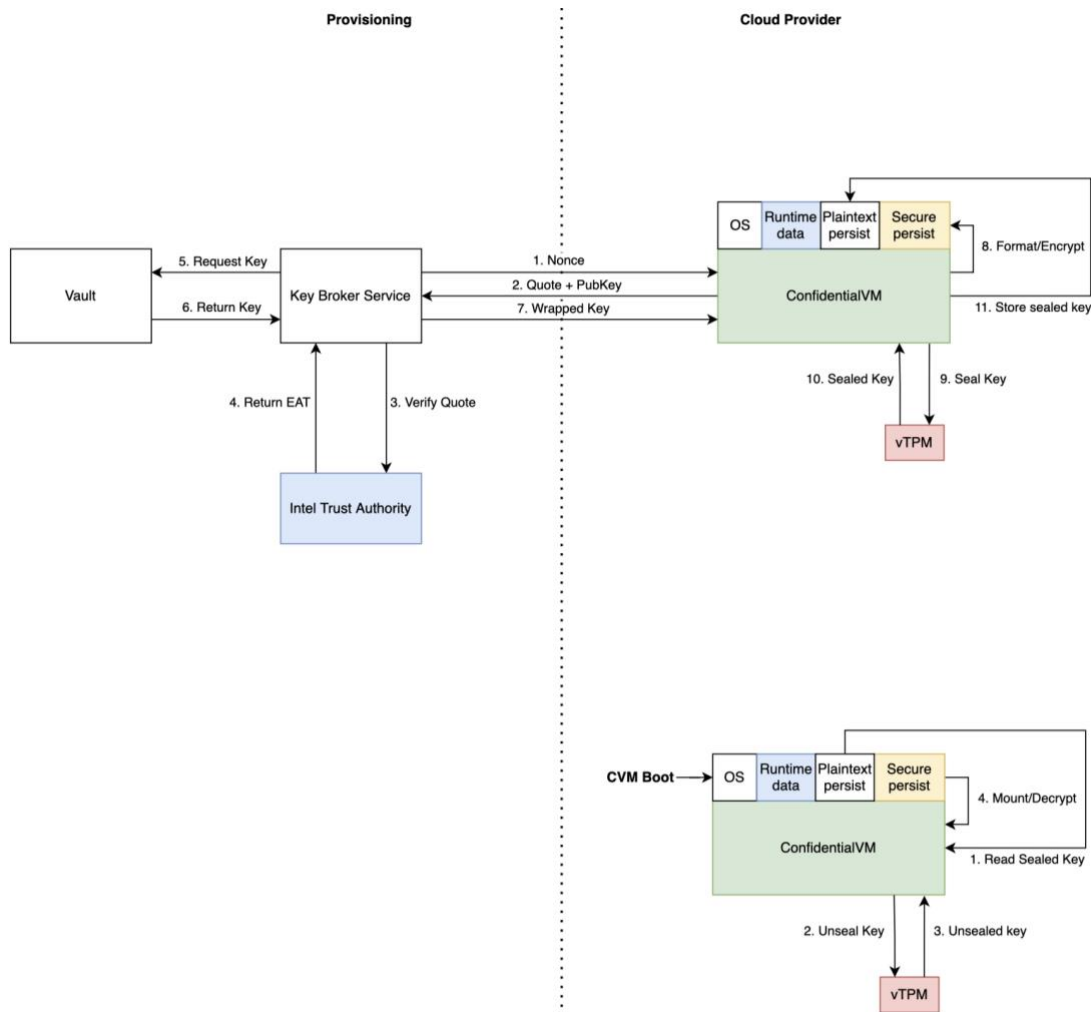 Provisioning
Cloud Provider
OS
Runtime
data
Plaintext
persist
Secure
persist
8. Format/Encrypt
5. Request Key
1. Nonce
Vault
Key Broker Service
2. Quote + PubKey
ConfidentialVM
6. Return Key
7. Wrapped Key
11. Store sealed key
10. Sealed Key
9. Seal Key
4. Return EAT
3. Verify Quote
vTPM
Intel Trust Authority
CVM Boot
OS
Runtime
data
Plaintext
persist
Secure
persist
4. Mount/Decrypt
ConfidentialVM
1. Read Sealed Key
2. Unseal Key
3. Unsealed key
vTPM